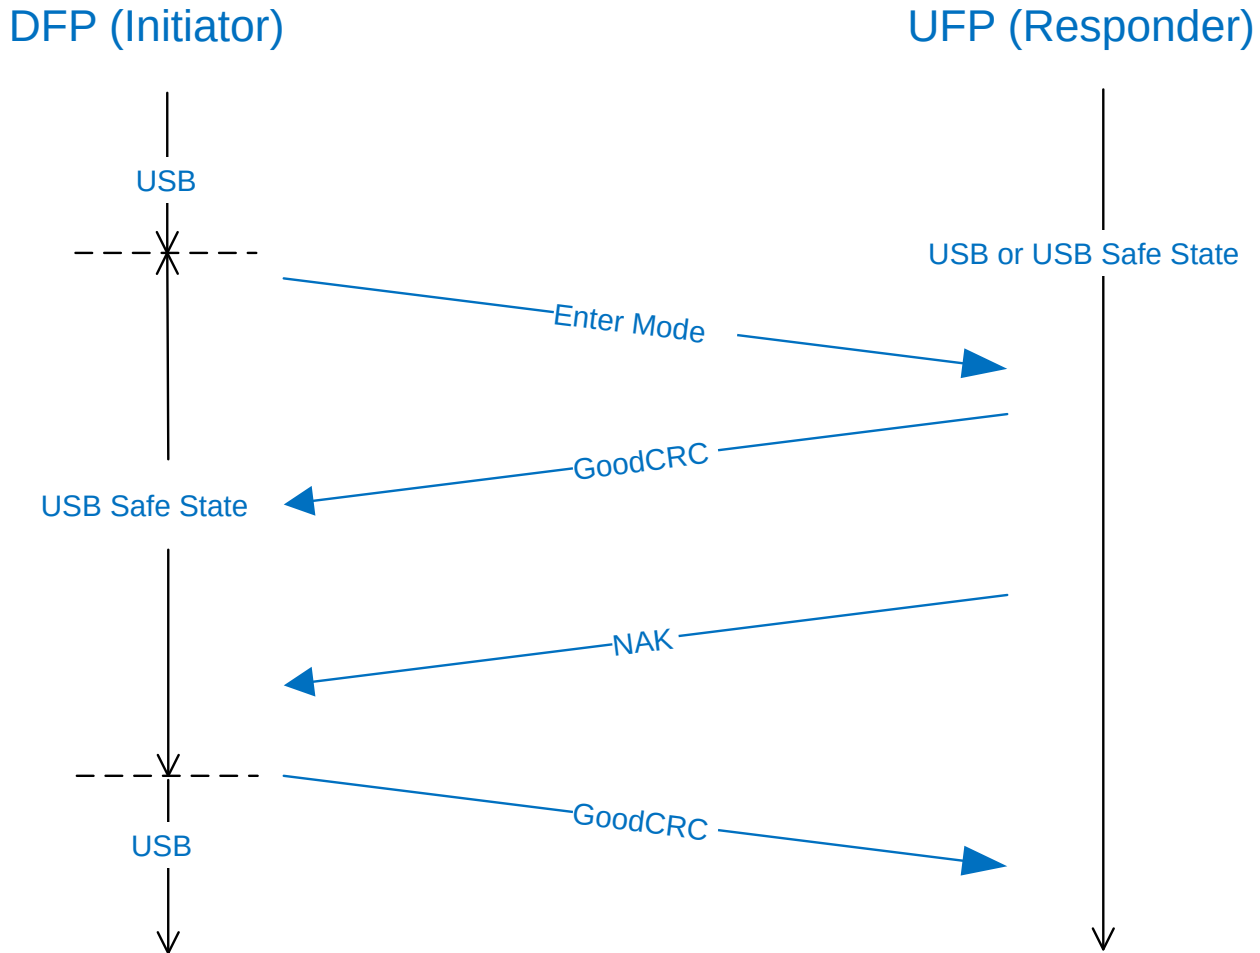 DFP (Initiator)
UFP (Responder)
USB
USB or USB Safe State
Enter Mode
GoodCRC
USB Safe State
NAK
GoodCRC
USB